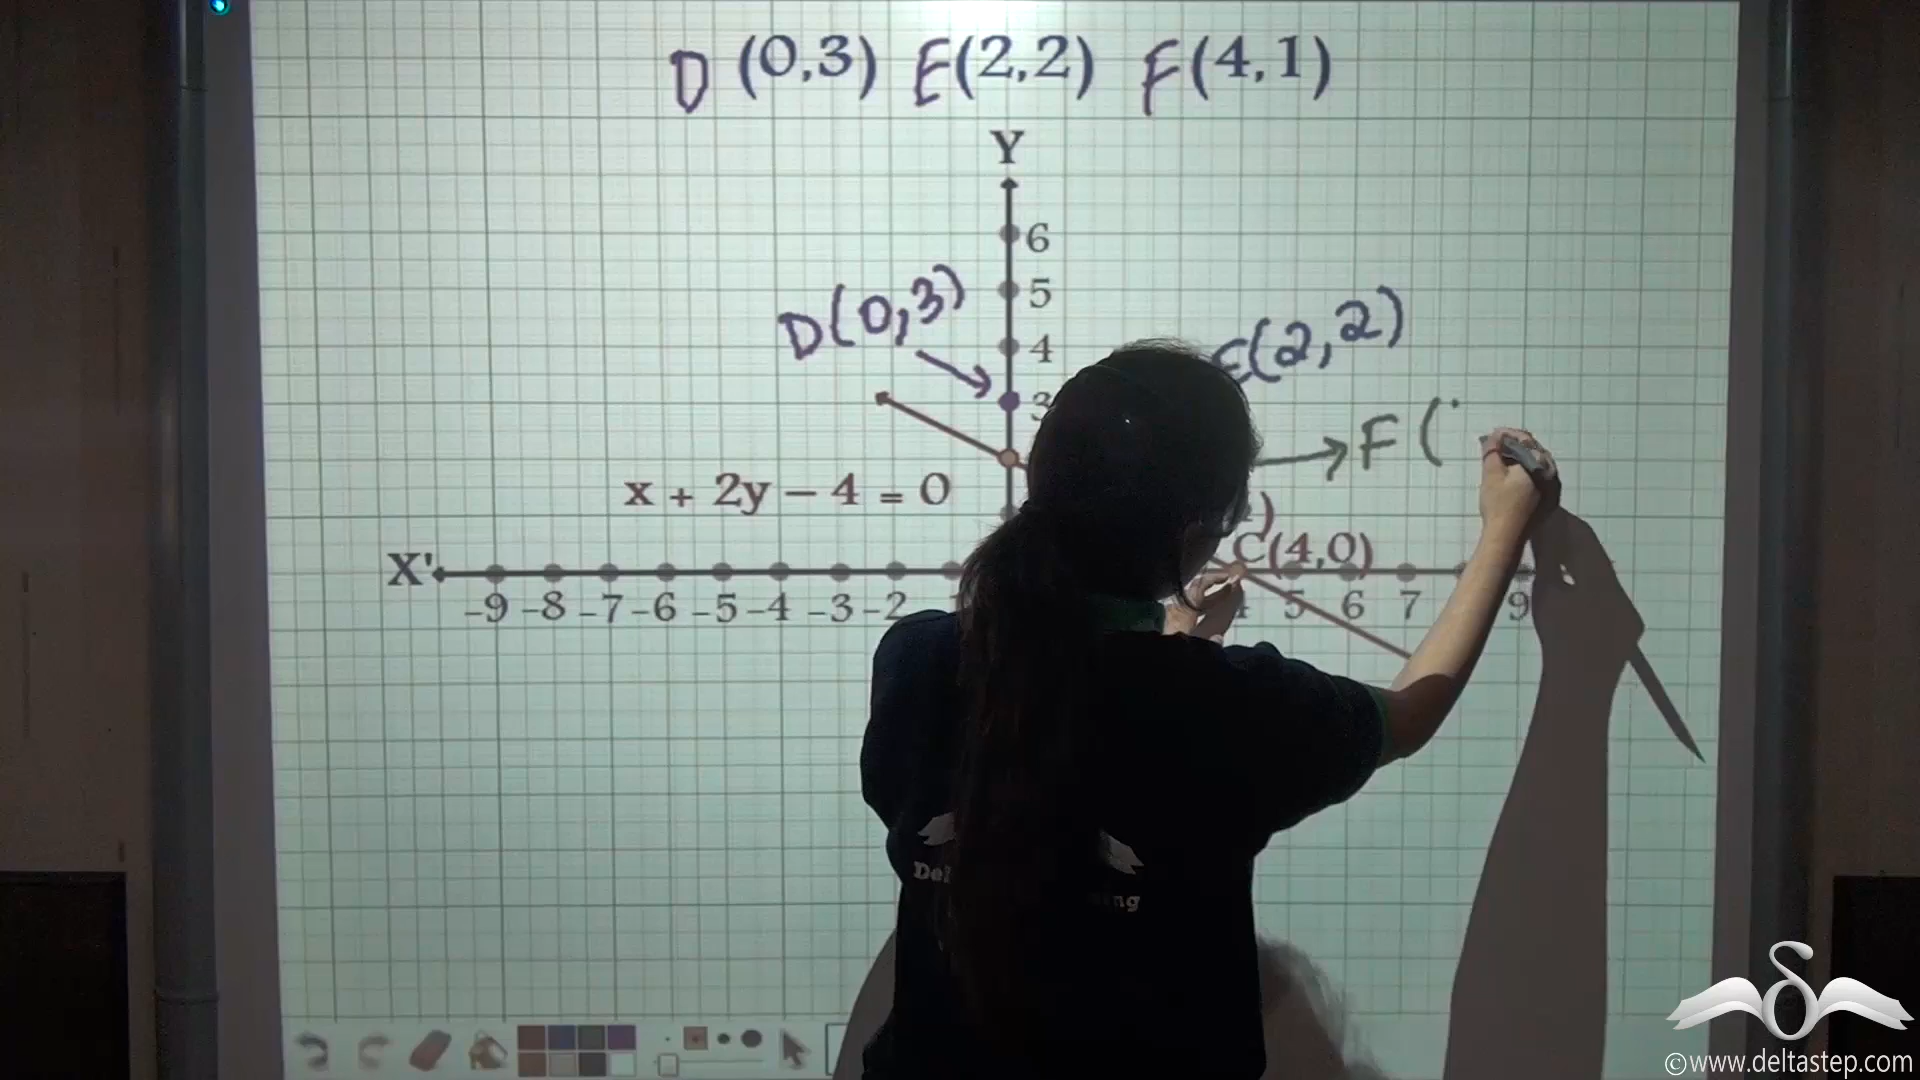 D (0,3) E(2,2) F(4,1)
Y
6
5
D(0,3)
4
E(2,2)
3
F (
x + 2y – 4 = 0
)
C(4,0)
X'
-9 -8 -7 -6 -5 -4 -3 -2 4 5 6 7 9
Del
ing
©www.deltastep.com